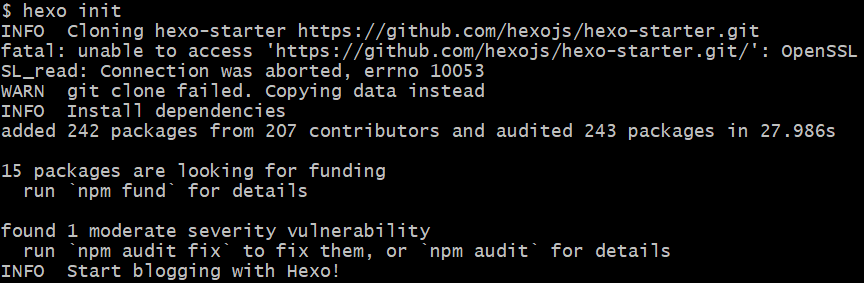 $ hexo init
INFO  Cloning hexo-starter https://github.com/hexojs/hexo-starter.git
fatal: unable to access 'https://github.com/hexojs/hexo-starter.git/': OpenSSL
SL_read: Connection was aborted, errno 10053
WARN  git clone failed. Copying data instead
INFO  Install dependencies
added 242 packages from 207 contributors and audited 243 packages in 27.986s
15 packages are looking for funding
  run `npm fund` for details
found 1 moderate severity vulnerability
  run `npm audit fix` to fix them, or `npm audit` for details
INFO  Start blogging with Hexo!